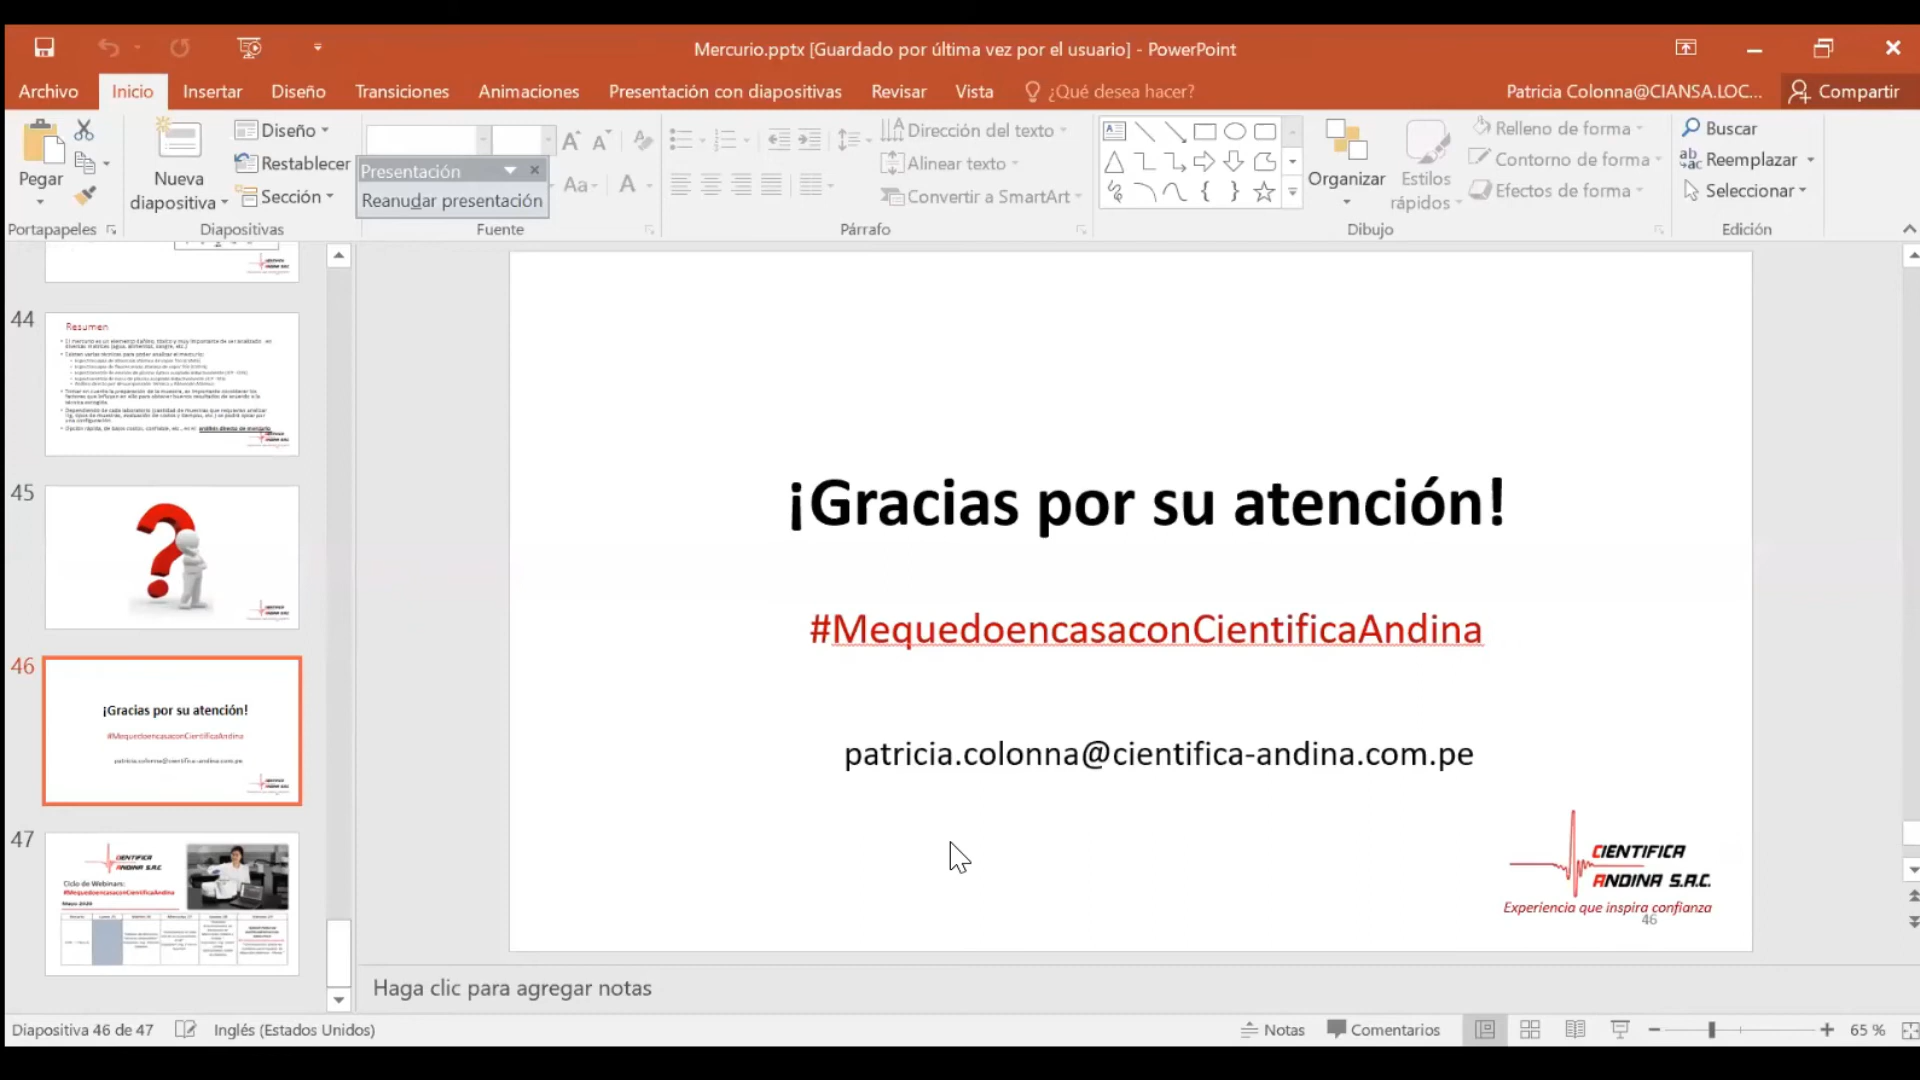 Mercurio.pptx [Guardado por última vez por el usuario] - PowerPoint
Archivo Inicio Insertar Diseño Transiciones Animaciones Presentación con diapositivas Revisar Vista ¿Qué desea hacer? Patricia Colonna@CIANSA.LOC... Compartir
Pegar
Nueva diapositiva
Diseño
Restablecer
Sección
Presentación
Reanudar presentación
Aa
A
Dirección del texto
Alinear texto
Convertir a SmartArt
Organizar
Estilos rápidos
Relleno de forma
Contorno de forma
Efectos de forma
Buscar
Reemplazar
Seleccionar
Portapapeles Diapositivas Fuente Párrafo Dibujo Edición
44
Resumen
45
46
¡Gracias por su atención!
#MequedoencasaconCientificaAndina
patricia.colonna@cientifica-andina.com.pe
47
CIENTIFICA
ANDINA S.A.C.
Ciclo de Webinars:
#MequedoencasaconCientificaAndina
Mayo 2020
¡Gracias por su atención!
#MequedoencasaconCientificaAndina
patricia.colonna@cientifica-andina.com.pe
CIENTIFICA
ANDINA S.A.C.
Experiencia que inspira confianza
46
Haga clic para agregar notas
Diapositiva 46 de 47 Inglés (Estados Unidos) Notas Comentarios 65 %